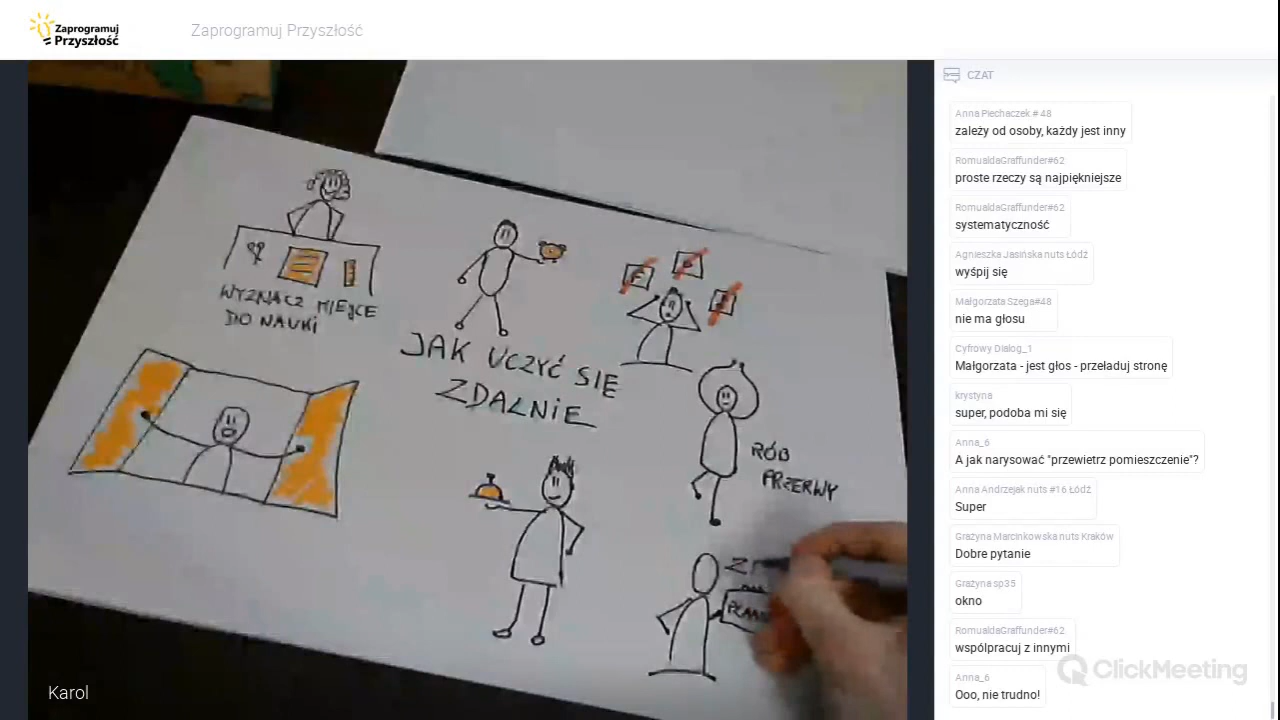 Zaprogramuj
Przyszłość
Zaprogramuj Przyszłość
WYZNACZ MIEJCE
DO NAUKI
JAK UCZYĆ SIĘ
ZDALNIE
RÓB
PRZERWY
Karol
CZAT
Anna Piechaczek # 48
zależy od osoby, każdy jest inny
RomualdaGraffunder#62
proste rzeczy są najpiękniejsze
RomualdaGraffunder#62
systematyczność
Agnieszka Jasińska nuts Łódź
wyśpij się
Małgorzata Szega#48
nie ma głosu
Cyfrowy Dialog_1
Małgorzata - jest głos - przeładuj stronę
krystyna
super, podoba mi się
Anna_6
A jak narysować "przewietrz pomieszczenie"?
Anna Andrzejak nuts #16 Łódź
Super
Grażyna Marcinkowska nuts Kraków
Dobre pytanie
Grażyna sp35
okno
RomualdaGraffunder#62
wspólpracuj z innymi
Anna_6
Ooo, nie trudno!
ClickMeeting